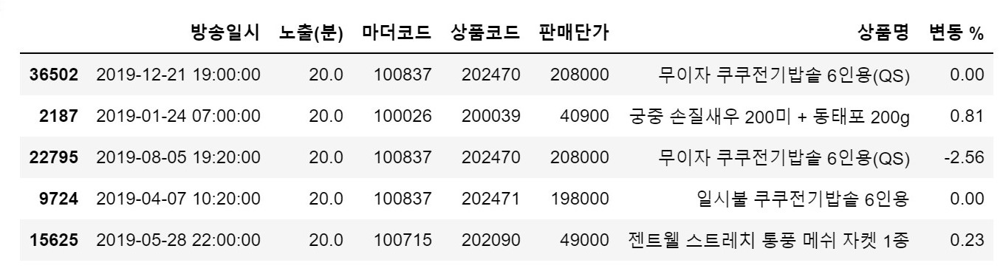 방송일시 노출(분) 마더코드 상품코드 판매단가 상품명 변동 %
36502 2019-12-21 19:00:00 20.0 100837 202470 208000 무이자 쿠쿠전기밥솥 6인용(QS) 0.00
2187 2019-01-24 07:00:00 20.0 100026 200039 40900 궁중 손질새우 200미 + 동태포 200g 0.81
22795 2019-08-05 19:20:00 20.0 100837 202470 208000 무이자 쿠쿠전기밥솥 6인용(QS) -2.56
9724 2019-04-07 10:20:00 20.0 100837 202471 198000 일시불 쿠쿠전기밥솥 6인용 0.00
15625 2019-05-28 22:00:00 20.0 100715 202090 49000 젠트웰 스트레치 통풍 메쉬 자켓 1종 0.23